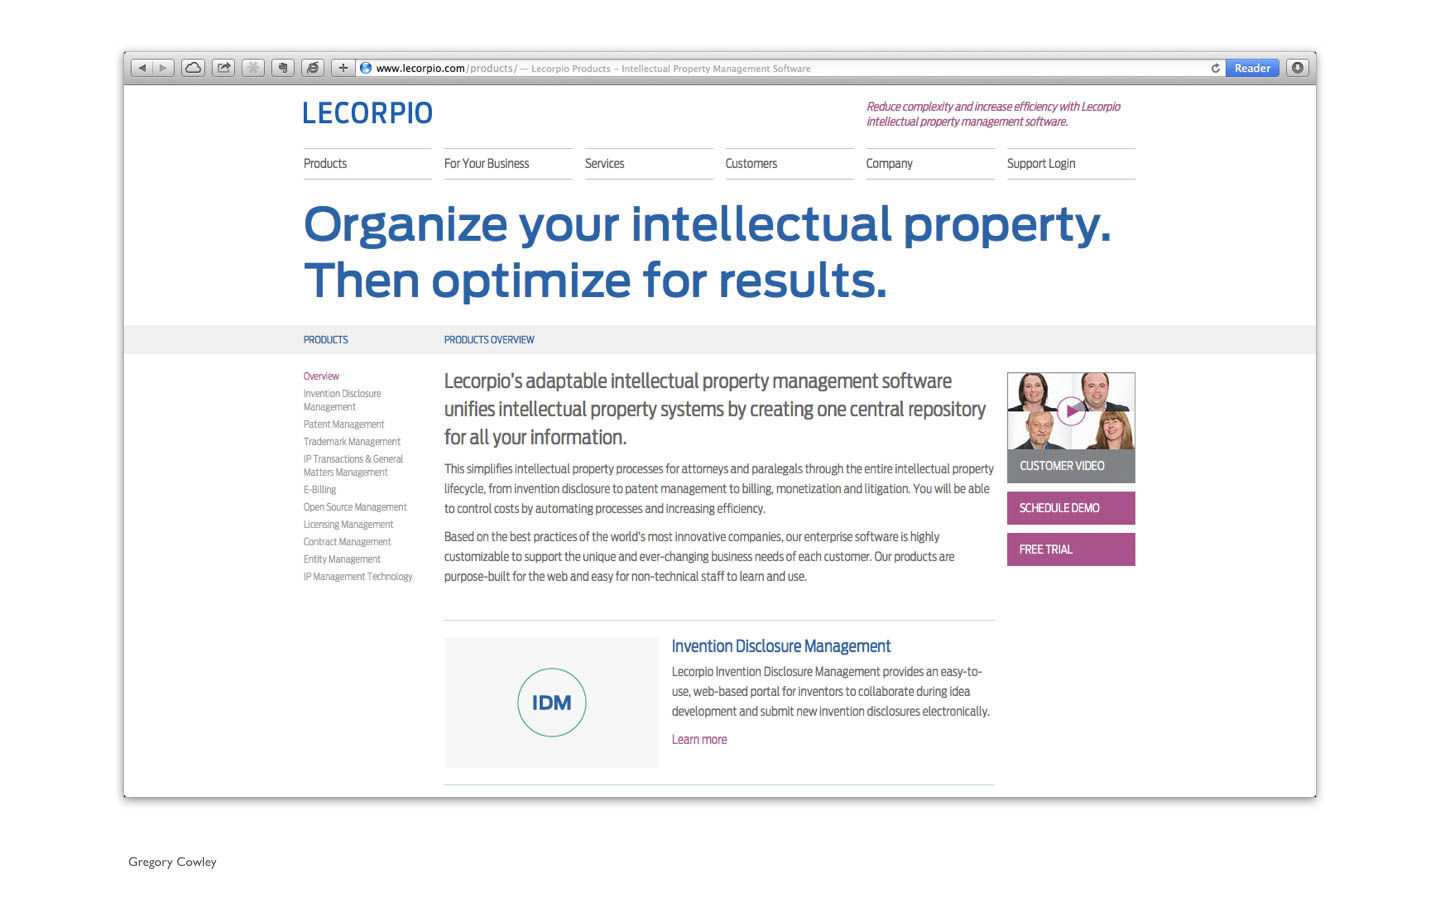 www.lecorpio.com/products/ — Lecorpio Products – Intellectual Property Management Software
Reader
LECORPIO
Reduce complexity and increase efficiency with Lecorpio
intellectual property management software.
Products
For Your Business
Services
Customers
Company
Support Login
Organize your intellectual property.
Then optimize for results.
PRODUCTS
PRODUCTS OVERVIEW
Overview
Invention Disclosure
Management
Patent Management
Trademark Management
IP Transactions & General
Matters Management
E-Billing
Open Source Management
Licensing Management
Contract Management
Entity Management
IP Management Technology
Lecorpio's adaptable intellectual property management software
unifies intellectual property systems by creating one central repository
for all your information.
This simplifies intellectual property processes for attorneys and paralegals through the entire intellectual property
lifecycle, from invention disclosure to patent management to billing, monetization and litigation. You will be able
to control costs by automating processes and increasing efficiency.
Based on the best practices of the world's most innovative companies, our enterprise software is highly
customizable to support the unique and ever-changing business needs of each customer. Our products are
purpose-built for the web and easy for non-technical staff to learn and use.
CUSTOMER VIDEO
SCHEDULE DEMO
FREE TRIAL
IDM
Invention Disclosure Management
Lecorpio Invention Disclosure Management provides an easy-to-
use, web-based portal for inventors to collaborate during idea
development and submit new invention disclosures electronically.
Learn more
Gregory Cowley